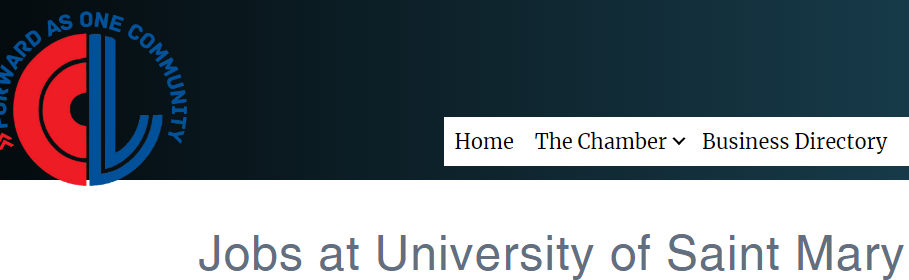 FORWARD AS ONE COMMUNITY
Home The Chamber Business Directory
Jobs at University of Saint Mary